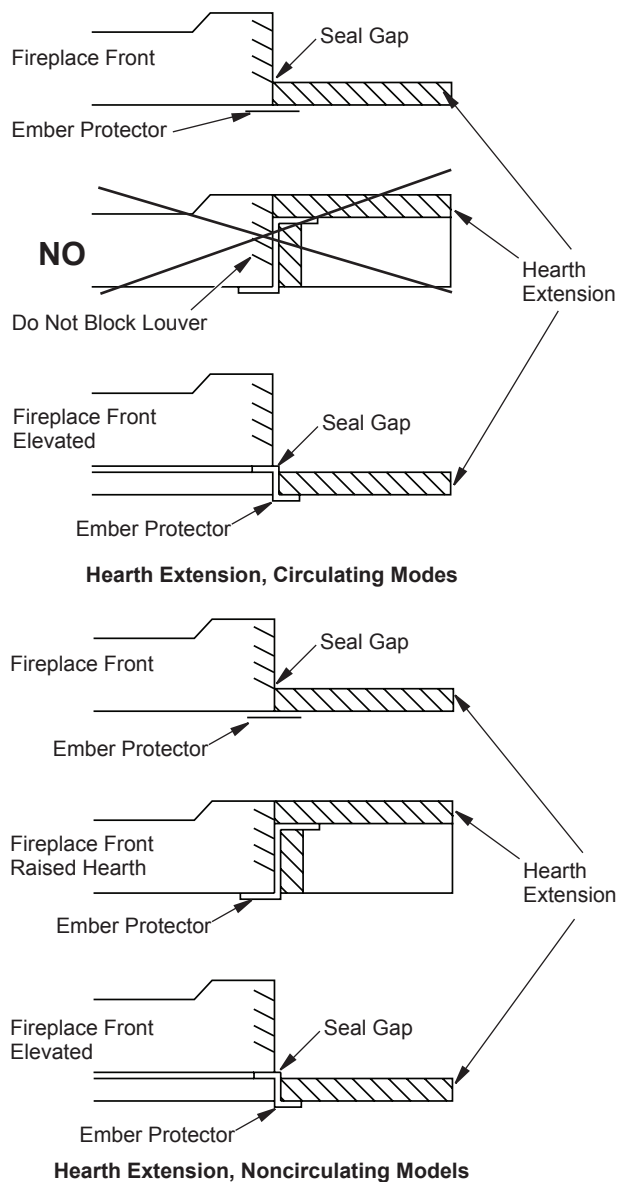 Seal Gap
Fireplace Front
Ember Protector
NO
Hearth
Extension
Do Not Block Louver
Fireplace Front
Elevated
Seal Gap
Ember Protector
Hearth Extension, Circulating Modes
Seal Gap
Fireplace Front
Ember Protector
Fireplace Front
Raised Hearth
Hearth
Extension
Ember Protector
Fireplace Front
Elevated
Seal Gap
Ember Protector
Hearth Extension, Noncirculating Models